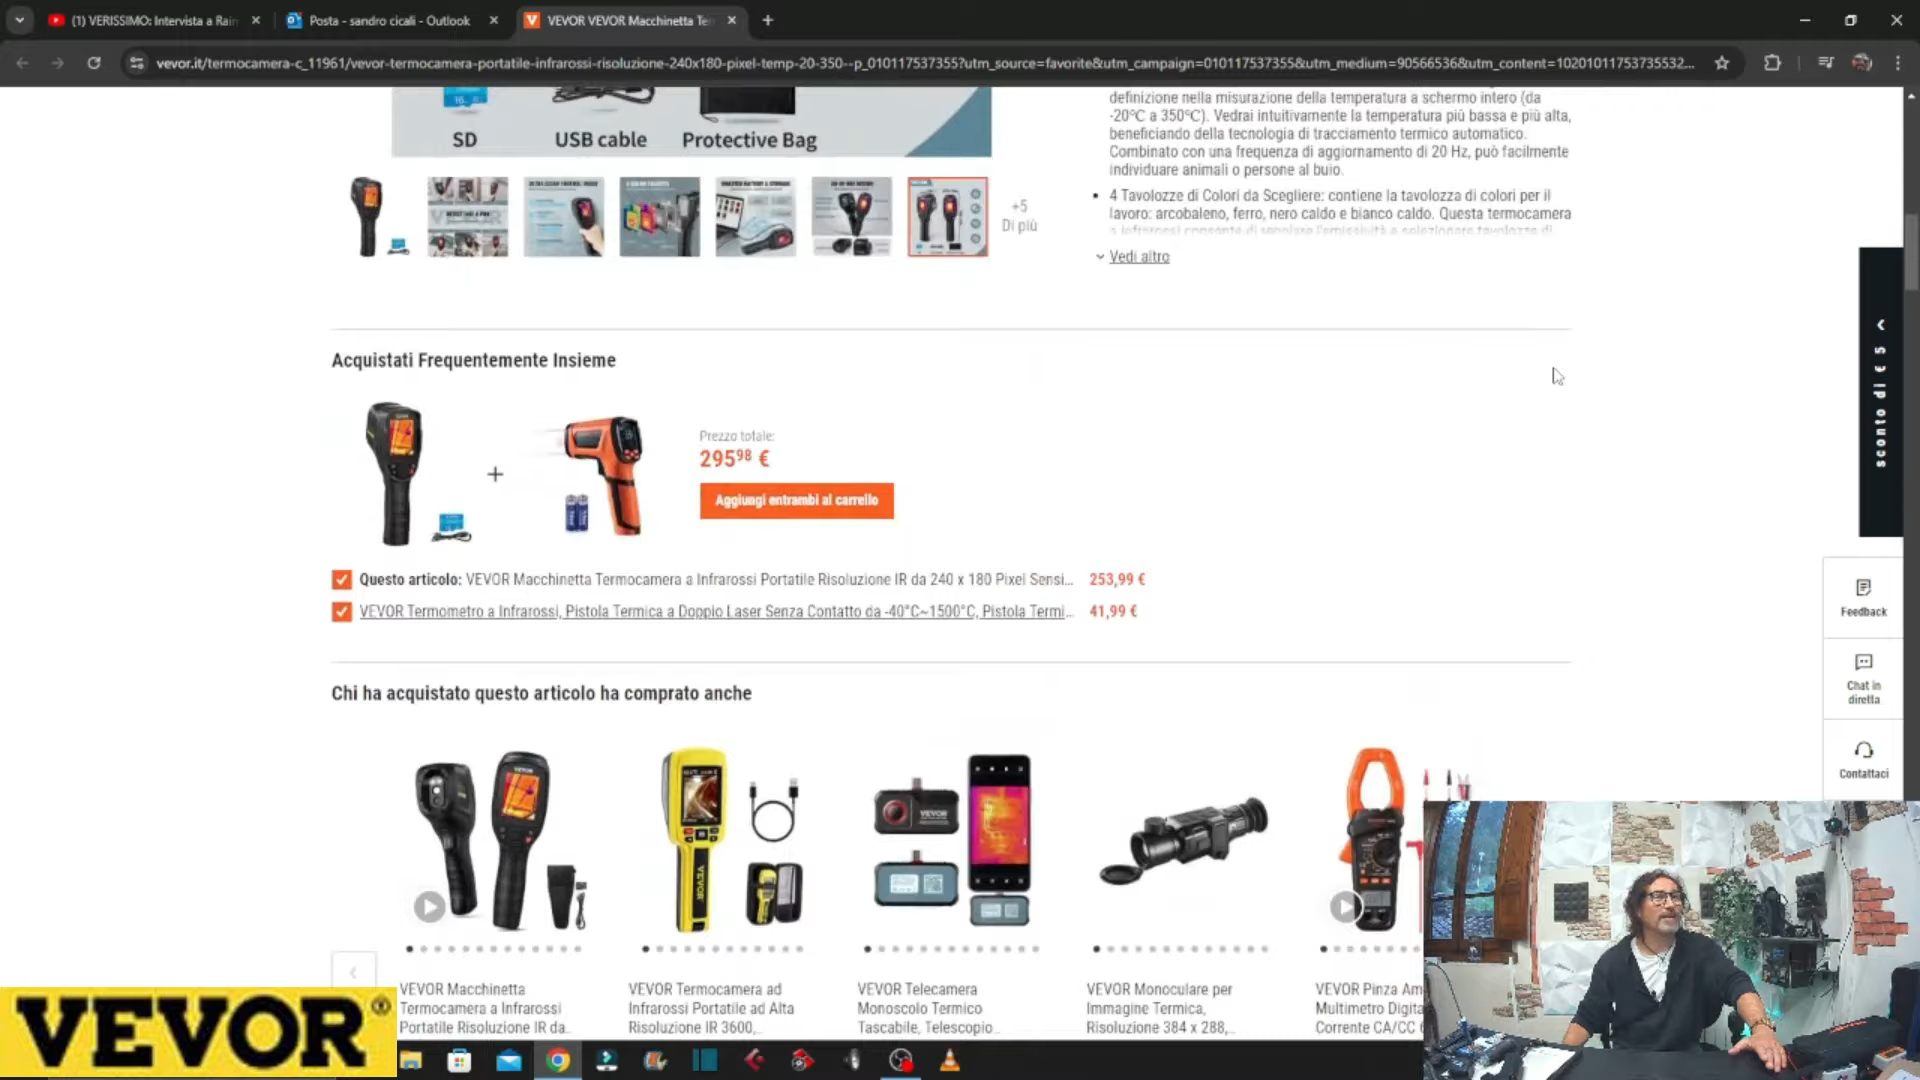 (1) VERISSIMO: Intervista a Rain
Posta - sandro cicali - Outlook
VEVOR VEVOR Macchinetta Te
vevor.it/termocamera-c_11961/vevor-termocamera-portatile-infrarossi-risoluzione-240x180-pixel-temp-20-350--p_010117537355?utm_source=favorite&utm_campaign=010117537355&utm_medium=90566536&utm_content=10201011753735532...
SD
USB cable
Protective Bag
+5
Di più
definizione nella misurazione della temperatura a schermo intero (da
-20°C a 350°C). Vedrai intuitivamente la temperatura più bassa e più alta,
beneficiando della tecnologia di tracciamento termico automatico.
Combinato con una frequenza di aggiornamento di 20 Hz, può facilmente
individuare animali o persone al buio.
• 4 Tavolozze di Colori da Scegliere: contiene la tavolozza di colori per il
lavoro: arcobaleno, ferro, nero caldo e bianco caldo. Questa termocamera
Vedi altro
sconto di € 5
Acquistati Frequentemente Insieme
+
Prezzo totale:
295⁹⁸ €
Aggiungi entrambi al carrello
Questo articolo: VEVOR Macchinetta Termocamera a Infrarossi Portatile Risoluzione IR da 240 x 180 Pixel Sensi... 253,99 €
VEVOR Termometro a Infrarossi, Pistola Termica a Doppio Laser Senza Contatto da -40°C~1500°C, Pistola Termi... 41,99 €
Feedback
Chat in
diretta
Contattaci
Chi ha acquistato questo articolo ha comprato anche
VEVOR Macchinetta
Termocamera a Infrarossi
Portatile Risoluzione IR da...
VEVOR Termocamera ad
Infrarossi Portatile ad Alta
Risoluzione IR 3600,...
VEVOR Telecamera
Monoscolo Termico
Tascabile, Telescopio...
VEVOR Monoculare per
Immagine Termica,
Risoluzione 384 x 288,...
VEVOR Pinza Am
Multimetro Digita
Corrente CA/CC
VEVOR®